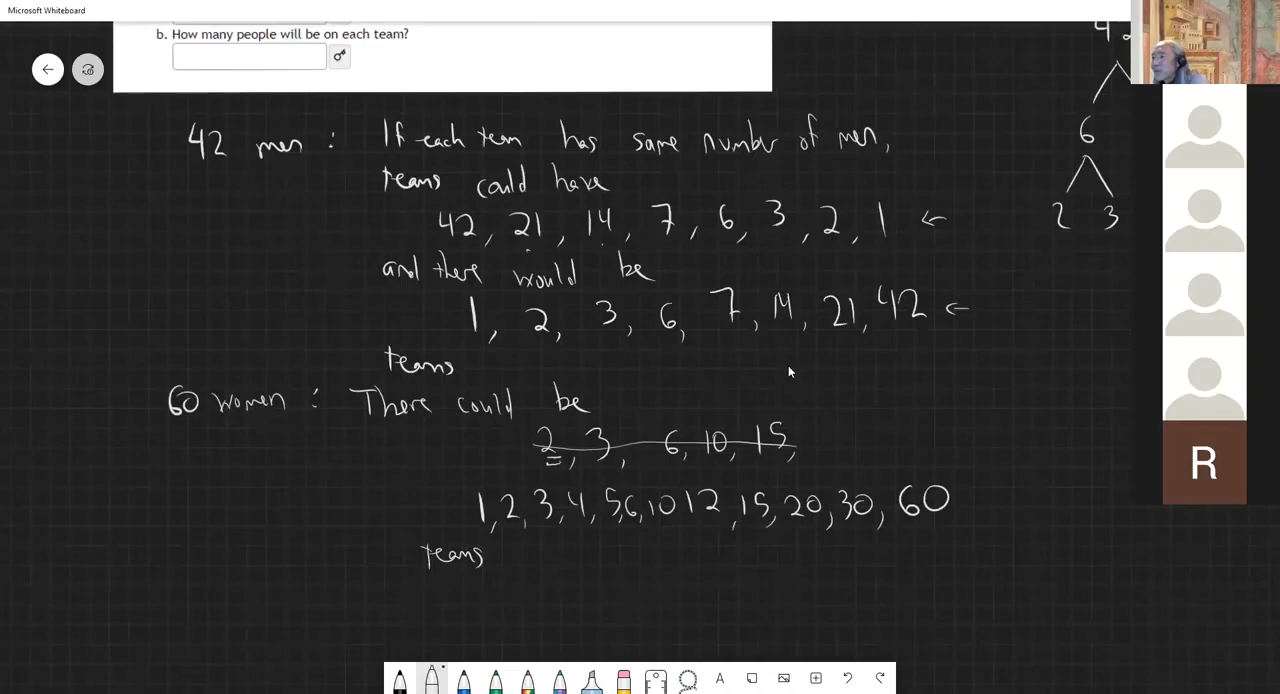 Microsoft Whiteboard
b. How many people will be on each team?
42 men : If each team has same number of men,
teams could have
42, 21, 14, 7, 6, 3, 2, 1 ←
and there would be
1, 2, 3, 6, 7, 14, 21, 42 ←
teams
60 women : There could be
2, 3, 6, 10, 15,
1, 2, 3, 4, 5, 6, 10 12, 15, 20, 30, 60
teams
6
2 3
R
A